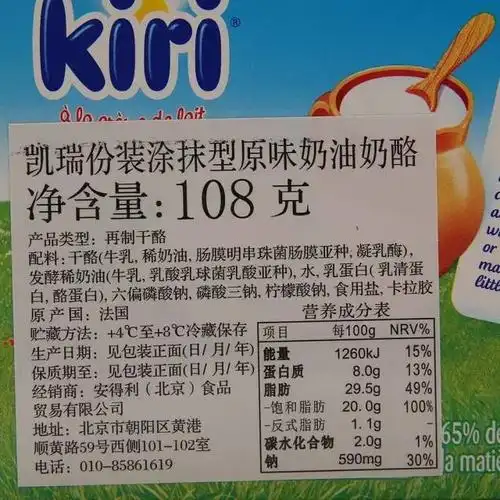 kiri®
à la crème de lait
凯瑞份装涂抹型原味奶油奶酪
净含量:108 克
产品类型: 再制干酪
配料: 干酪(牛乳, 稀奶油, 肠膜明串珠菌肠膜亚种, 凝乳酶),
发酵稀奶油(牛乳, 乳酸乳球菌乳酸亚种), 水, 乳蛋白( 乳清蛋
白, 酪蛋白), 六偏磷酸钠, 磷酸三钠, 柠檬酸钠, 食用盐, 卡拉胶
原 产 国: 法国
贮藏方法: +4℃至+8℃冷藏保存
生产日期: 见包装正面(日/ 月/ 年)
保质期至: 见包装正面(日/ 月/ 年)
经销商: 安得利（北京）食品
贸易有限公司
地址: 北京市朝阳区黄港
顺黄路59号西侧101-102室
电话: 010-85861619
营养成分表
项目 每100g NRV%
能量 1260kJ 15%
蛋白质 8.0g 13%
脂肪 29.5g 49%
-饱和脂肪 20.0g 100%
-反式脂肪 1.1g -
碳水化合物 2.0g 1%
钠 590mg 30%
or
little
65% de
la matiè